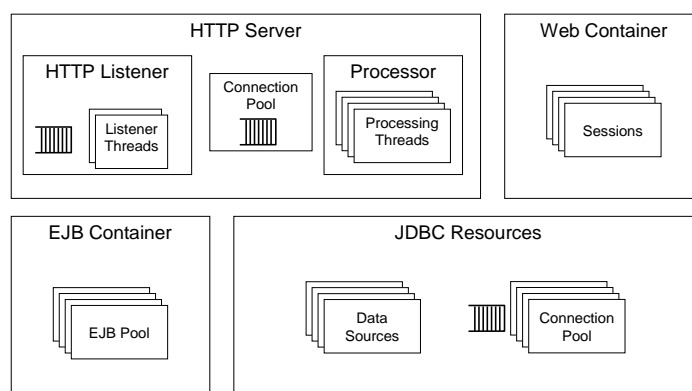 HTTP Server
HTTP Listener
Listener
Threads
Connection
Pool
Processor
Processing
Threads
Web Container
Sessions
EJB Container
EJB Pool
JDBC Resources
Data
Sources
Connection
Pool